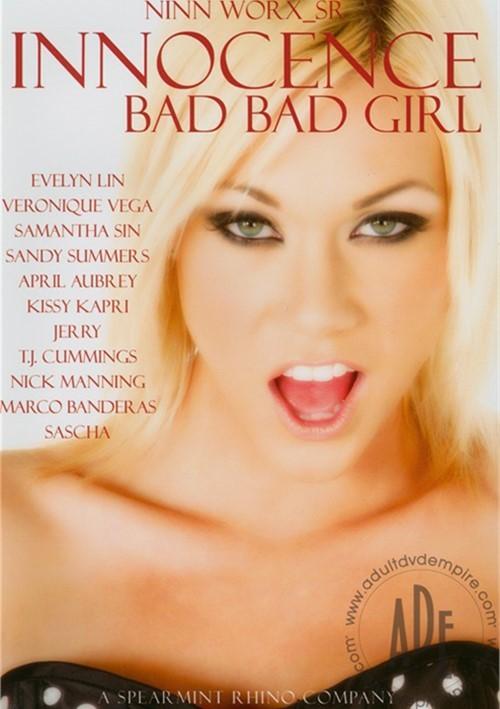 NINN WORX_SR
INNOCENCE
BAD BAD GIRL
EVELYN LIN
VERONIQUE VEGA
SAMANTHA SIN
SANDY SUMMERS
APRIL AUBREY
KISSY KAPRI
JERRY
T.J. CUMMINGS
NICK MANNING
MARCO BANDERAS
SASCHA
www.adultdvdempire.com
ADE
A SPEARMINT RHINO COMPANY